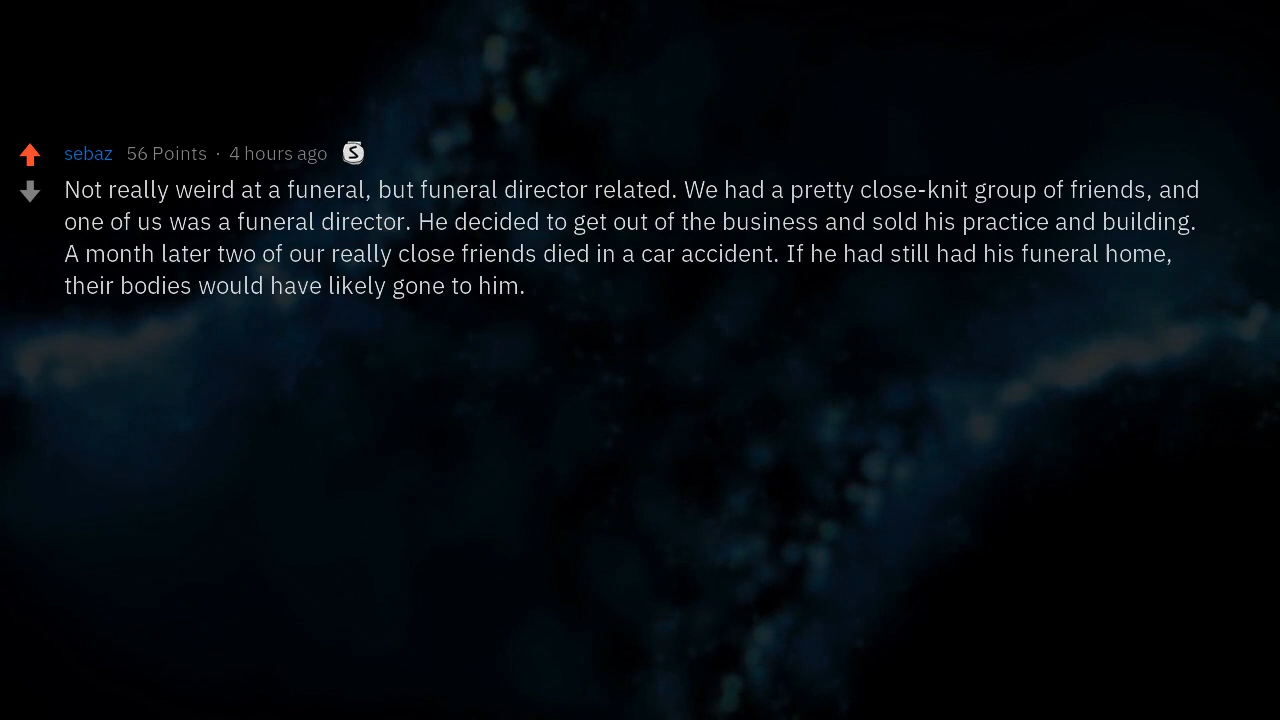 sebaz 56 Points · 4 hours ago S
Not really weird at a funeral, but funeral director related. We had a pretty close-knit group of friends, and
one of us was a funeral director. He decided to get out of the business and sold his practice and building.
A month later two of our really close friends died in a car accident. If he had still had his funeral home,
their bodies would have likely gone to him.